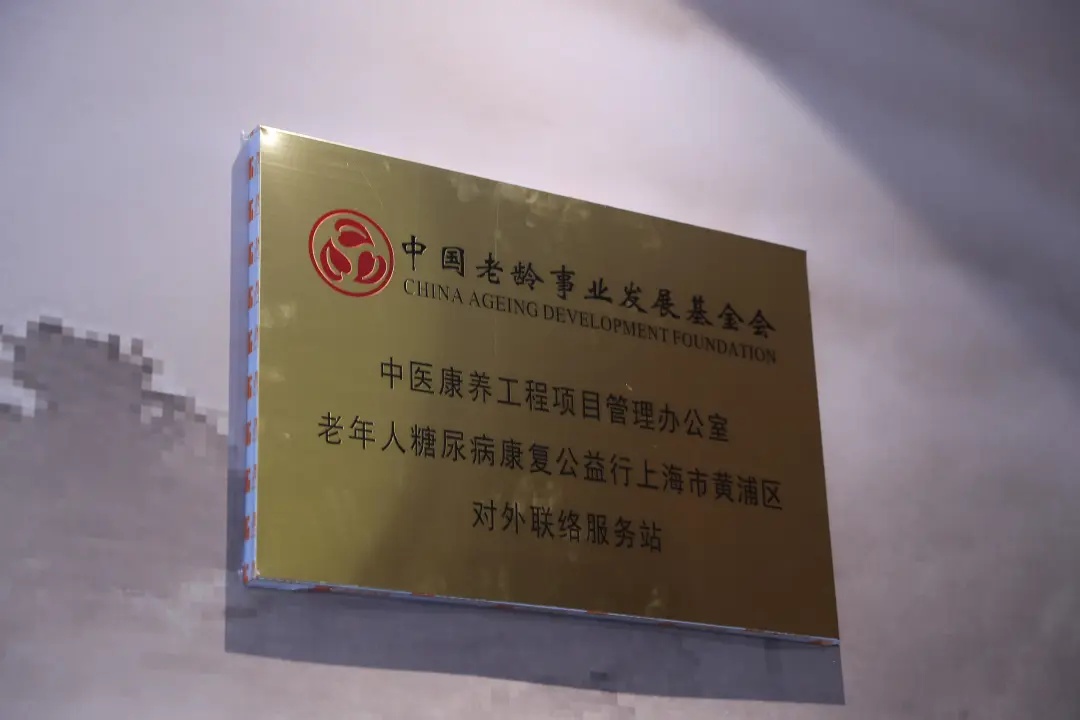 中国老龄事业发展基金会
CHINA AGEING DEVELOPMENT FOUNDATION
中医康养工程项目管理办公室
老年人糖尿病康复公益行上海市黄浦区
对外联络服务站